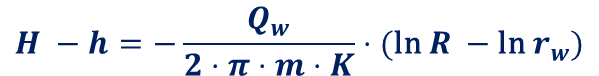 H − h = − Q_w / (2 · π · m · K) · (ln R − ln r_w)